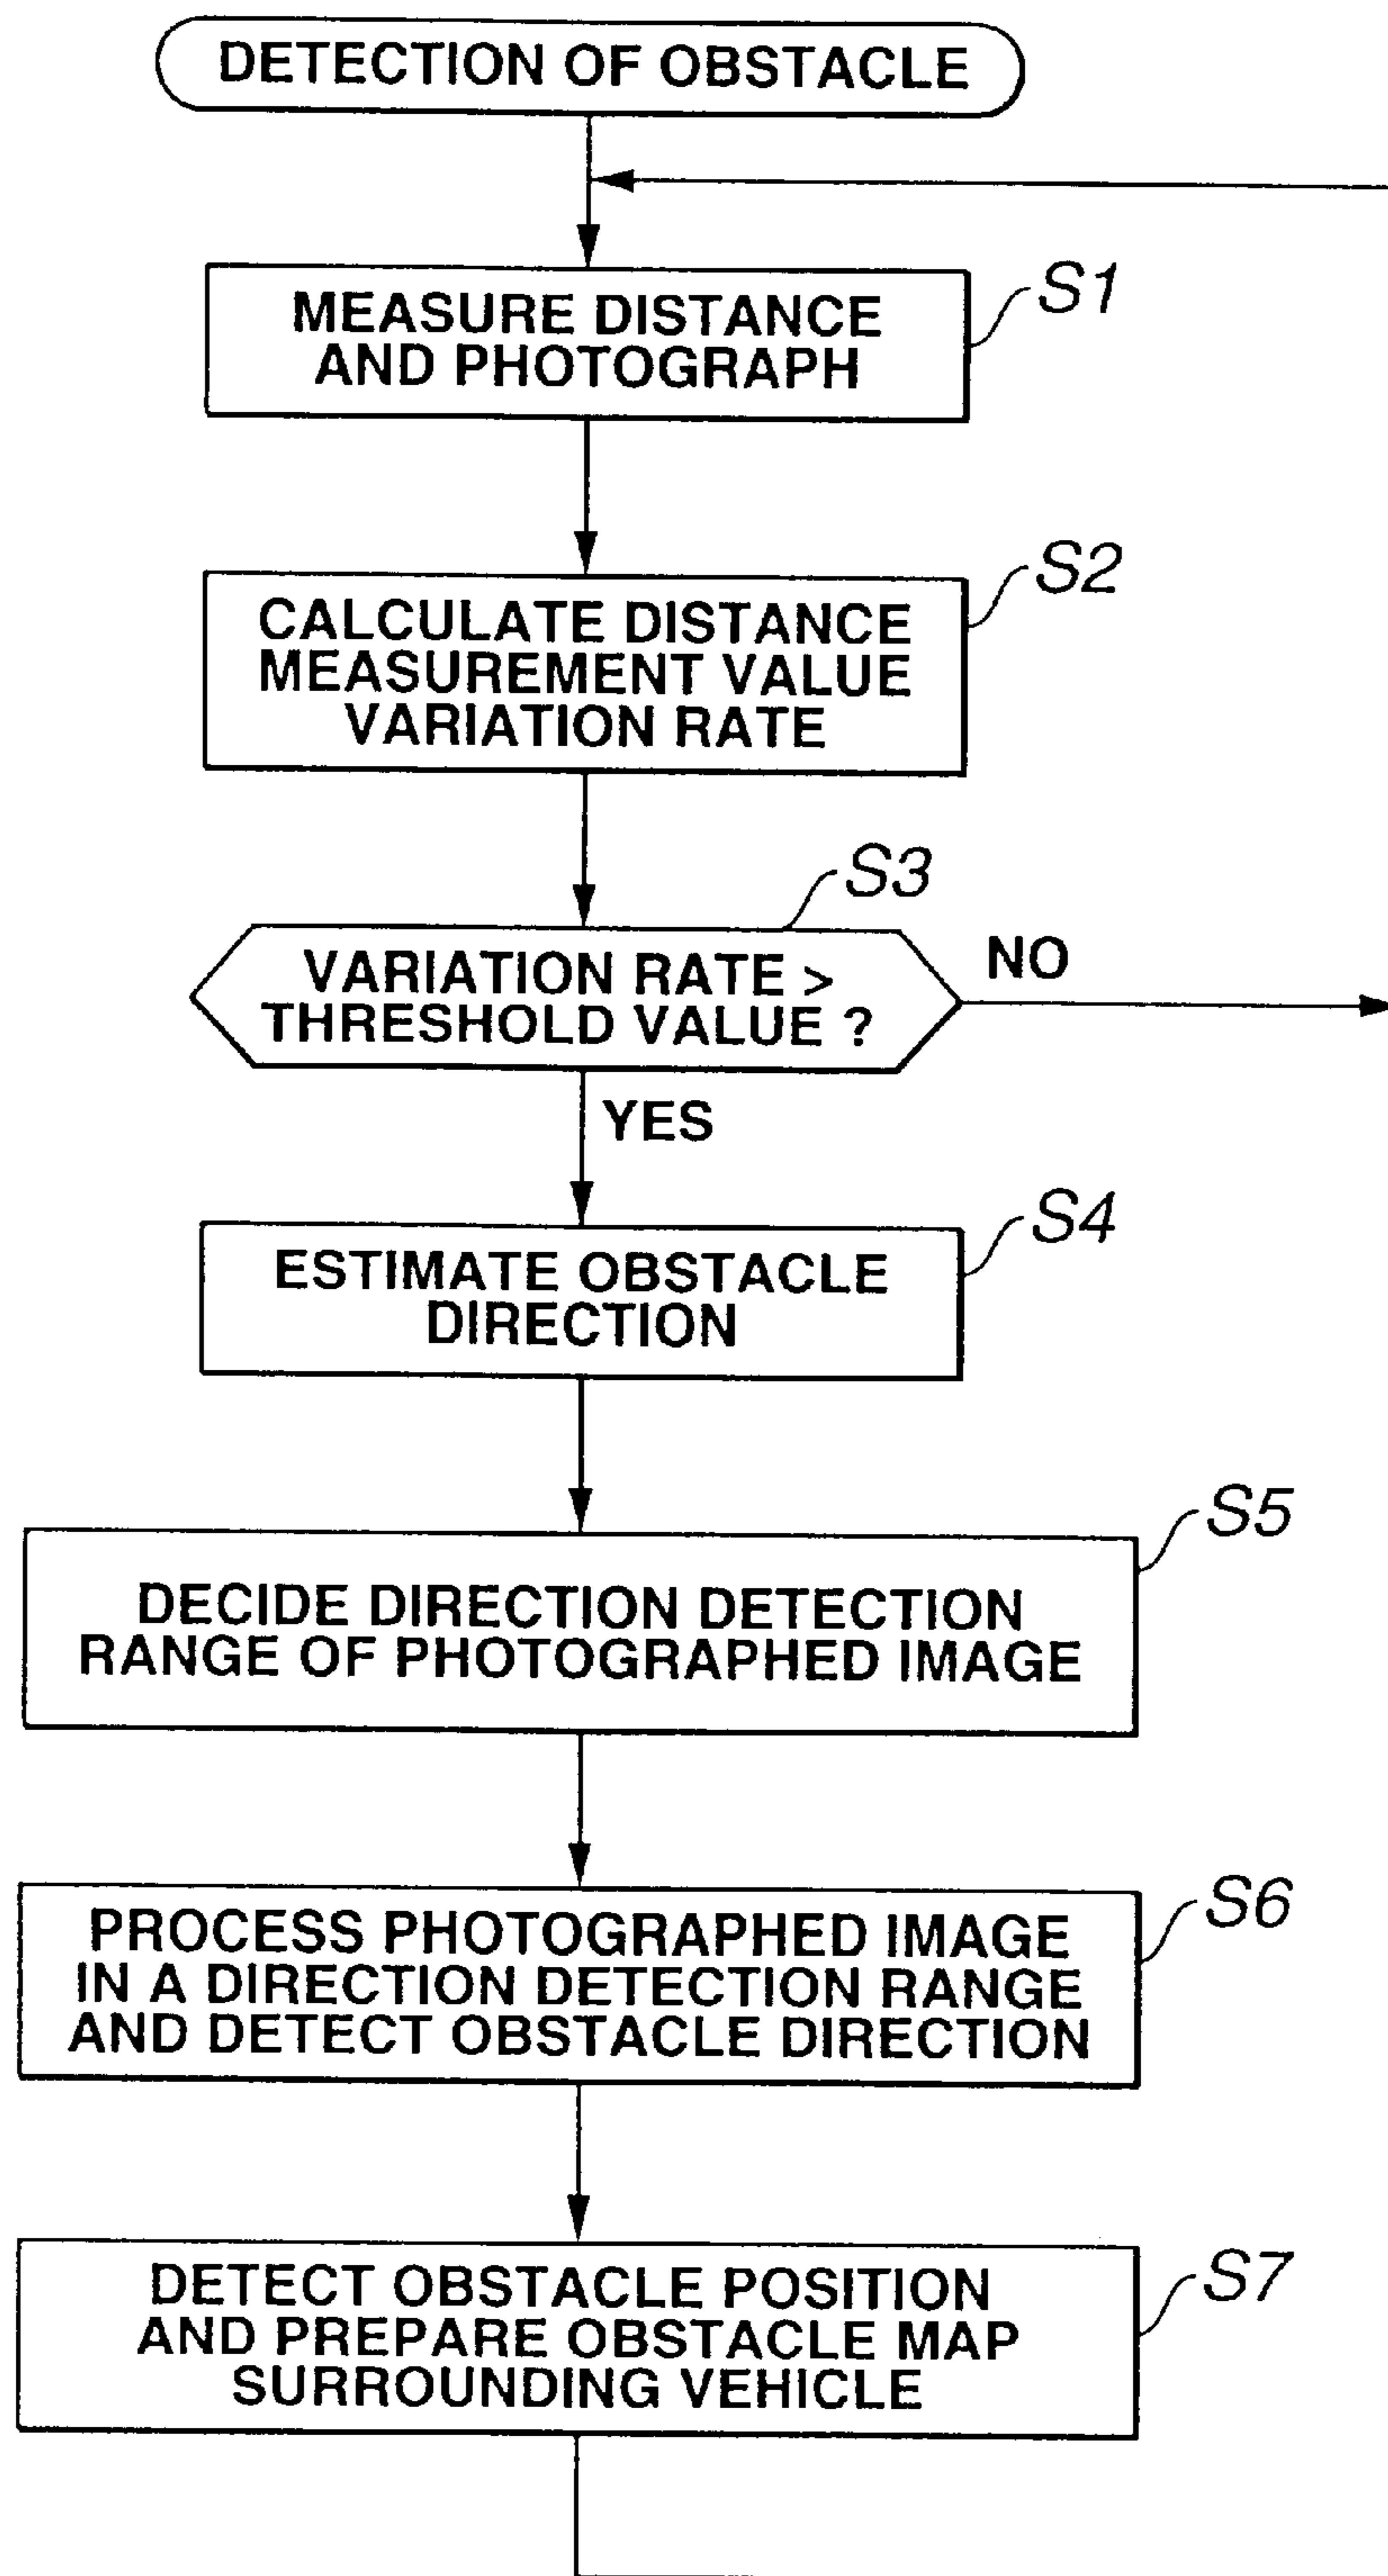 DETECTION OF OBSTACLE
S1
MEASURE DISTANCE
AND PHOTOGRAPH
S2
CALCULATE DISTANCE
MEASUREMENT VALUE
VARIATION RATE
S3
VARIATION RATE >
THRESHOLD VALUE ?
NO
YES
S4
ESTIMATE OBSTACLE
DIRECTION
S5
DECIDE DIRECTION DETECTION
RANGE OF PHOTOGRAPHED IMAGE
S6
PROCESS PHOTOGRAPHED IMAGE
IN A DIRECTION DETECTION RANGE
AND DETECT OBSTACLE DIRECTION
S7
DETECT OBSTACLE POSITION
AND PREPARE OBSTACLE MAP
SURROUNDING VEHICLE